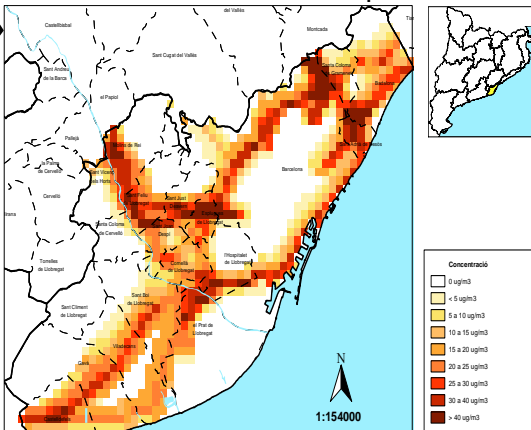 del Vallès
Castellbisbal
Montcada
Sant Cugat del Vallès
Sant Andreu
de la Barca
Santa Coloma
de Gramenet
Badalona
el Papiol
Pallejà
Molins de Rei
Sant Adrià de Besòs
la Palma
de Cervelló
Sant Vicenç
dels Horts
Barcelona
Cervelló
Sant Feliu
de Llobregat
Sant Just
Desvern
Esplugues
de Llobregat
Santa Coloma
de Cervelló
Despí
Torrelles
de Llobregat
Cornellà
de Llobregat
l'Hospitalet
de Llobregat
Sant Boi
de Llobregat
Sant Climent
de Llobregat
el Prat de
Llobregat
Viladecans
Gavà
Castelldefels
N
1:154000
Concentració
0 ug/m3
< 5 ug/m3
5 a 10 ug/m3
10 a 15 ug/m3
15 a 20 ug/m3
20 a 25 ug/m3
25 a 30 ug/m3
30 a 40 ug/m3
> 40 ug/m3